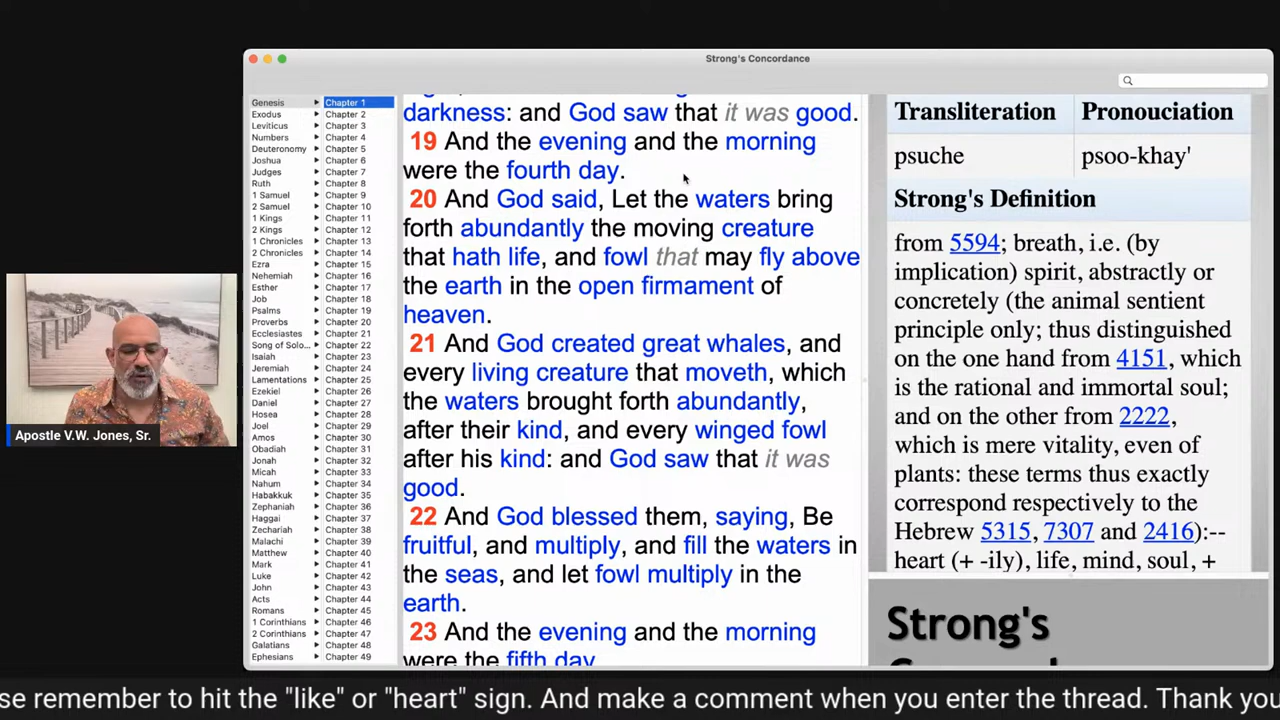 Strong's Concordance
Genesis
Exodus
Leviticus
Numbers
Deuteronomy
Joshua
Judges
Ruth
1 Samuel
2 Samuel
1 Kings
2 Kings
1 Chronicles
2 Chronicles
Ezra
Nehemiah
Esther
Job
Psalms
Proverbs
Ecclesiastes
Song of Solo...
Isaiah
Jeremiah
Lamentations
Ezekiel
Daniel
Hosea
Joel
Amos
Obadiah
Jonah
Micah
Nahum
Habakkuk
Zephaniah
Haggai
Zechariah
Malachi
Matthew
Mark
Luke
John
Acts
Romans
1 Corinthians
2 Corinthians
Galatians
Ephesians
Chapter 1
Chapter 2
Chapter 3
Chapter 4
Chapter 5
Chapter 6
Chapter 7
Chapter 8
Chapter 9
Chapter 10
Chapter 11
Chapter 12
Chapter 13
Chapter 14
Chapter 15
Chapter 16
Chapter 17
Chapter 18
Chapter 19
Chapter 20
Chapter 21
Chapter 22
Chapter 23
Chapter 24
Chapter 25
Chapter 26
Chapter 27
Chapter 28
Chapter 29
Chapter 30
Chapter 31
Chapter 32
Chapter 33
Chapter 34
Chapter 35
Chapter 36
Chapter 37
Chapter 38
Chapter 39
Chapter 40
Chapter 41
Chapter 42
Chapter 43
Chapter 44
Chapter 45
Chapter 46
Chapter 47
Chapter 48
Chapter 49
darkness: and God saw that it was good.
19 And the evening and the morning
were the fourth day.
20 And God said, Let the waters bring
forth abundantly the moving creature
that hath life, and fowl that may fly above
the earth in the open firmament of
heaven.
21 And God created great whales, and
every living creature that moveth, which
the waters brought forth abundantly,
after their kind, and every winged fowl
after his kind: and God saw that it was
good.
22 And God blessed them, saying, Be
fruitful, and multiply, and fill the waters in
the seas, and let fowl multiply in the
earth.
23 And the evening and the morning
were the fifth day.
Transliteration Pronouciation
psuche psoo-khay'
Strong's Definition
from 5594; breath, i.e. (by
implication) spirit, abstractly or
concretely (the animal sentient
principle only; thus distinguished
on the one hand from 4151, which
is the rational and immortal soul;
and on the other from 2222,
which is mere vitality, even of
plants: these terms thus exactly
correspond respectively to the
Hebrew 5315, 7307 and 2416):--
heart (+ -ily), life, mind, soul, +
Strong's
Apostle V.W. Jones, Sr.
se remember to hit the "like" or "heart" sign. And make a comment when you enter the thread. Thank you